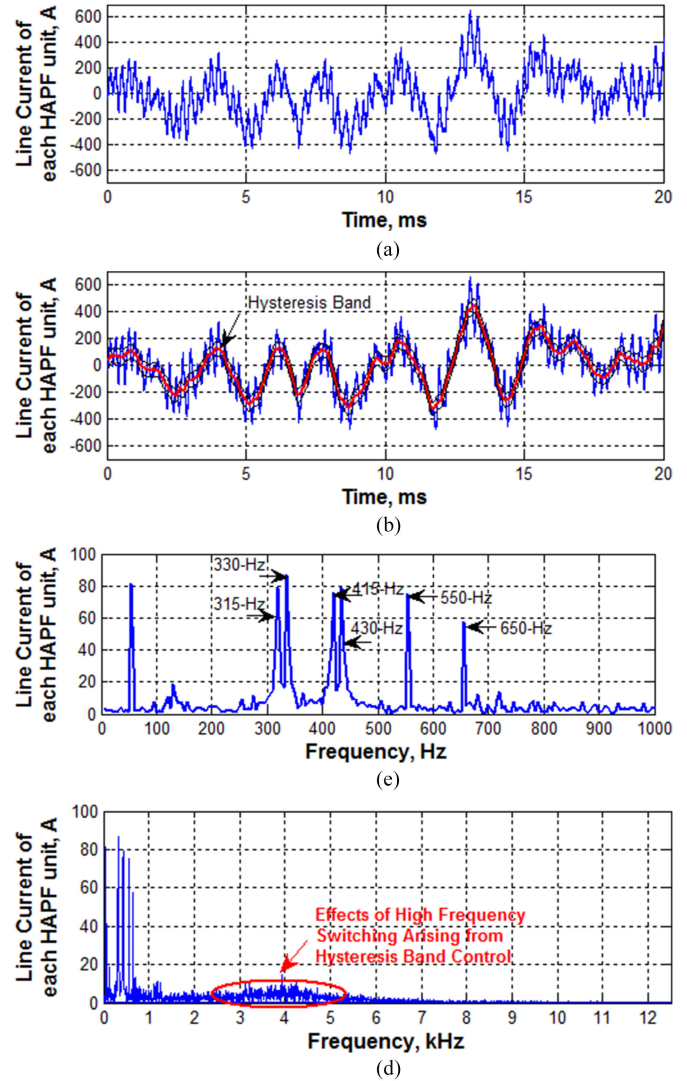 Line Current of
each HAPF unit, A
600
400
200
0
-200
-400
-600
0 5 10 15 20
Time, ms
(a)
Line Current of
each HAPF unit, A
600
400
200
0
-200
-400
-600
Hysteresis Band
0 5 10 15 20
Time, ms
(b)
Line Current of
each HAPF unit, A
100
80
60
40
20
0
330-Hz
315-Hz
415-Hz
430-Hz
550-Hz
650-Hz
0 100 200 300 400 500 600 700 800 900 1000
Frequency, Hz
(e)
Line Current of
each HAPF unit, A
100
80
60
40
20
0
Effects of High Frequency
Switching Arising from
Hysteresis Band Control
0 1 2 3 4 5 6 7 8 9 10 11 12
Frequency, kHz
(d)